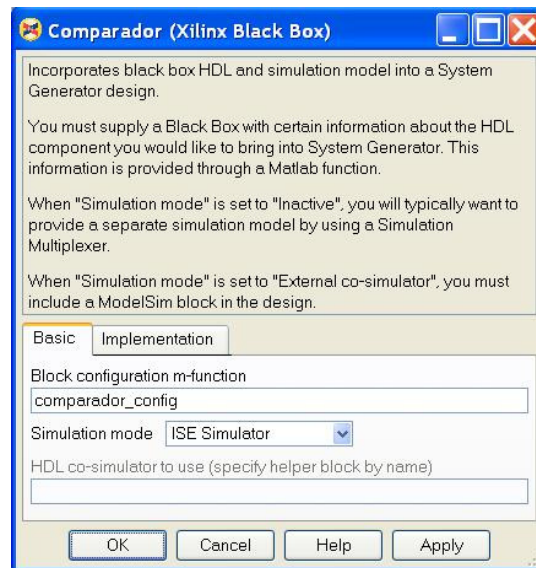 Comparador (Xilinx Black Box)
Incorporates black box HDL and simulation model into a System
Generator design.
You must supply a Black Box with certain information about the HDL
component you would like to bring into System Generator. This
information is provided through a Matlab function.
When "Simulation mode" is set to "Inactive", you will typically want to
provide a separate simulation model by using a Simulation
Multiplexer.
When "Simulation mode" is set to "External co-simulator", you must
include a ModelSim block in the design.
Basic Implementation
Block configuration m-function
comparador_config
Simulation mode ISE Simulator
HDL co-simulator to use (specify helper block by name)
OK Cancel Help Apply